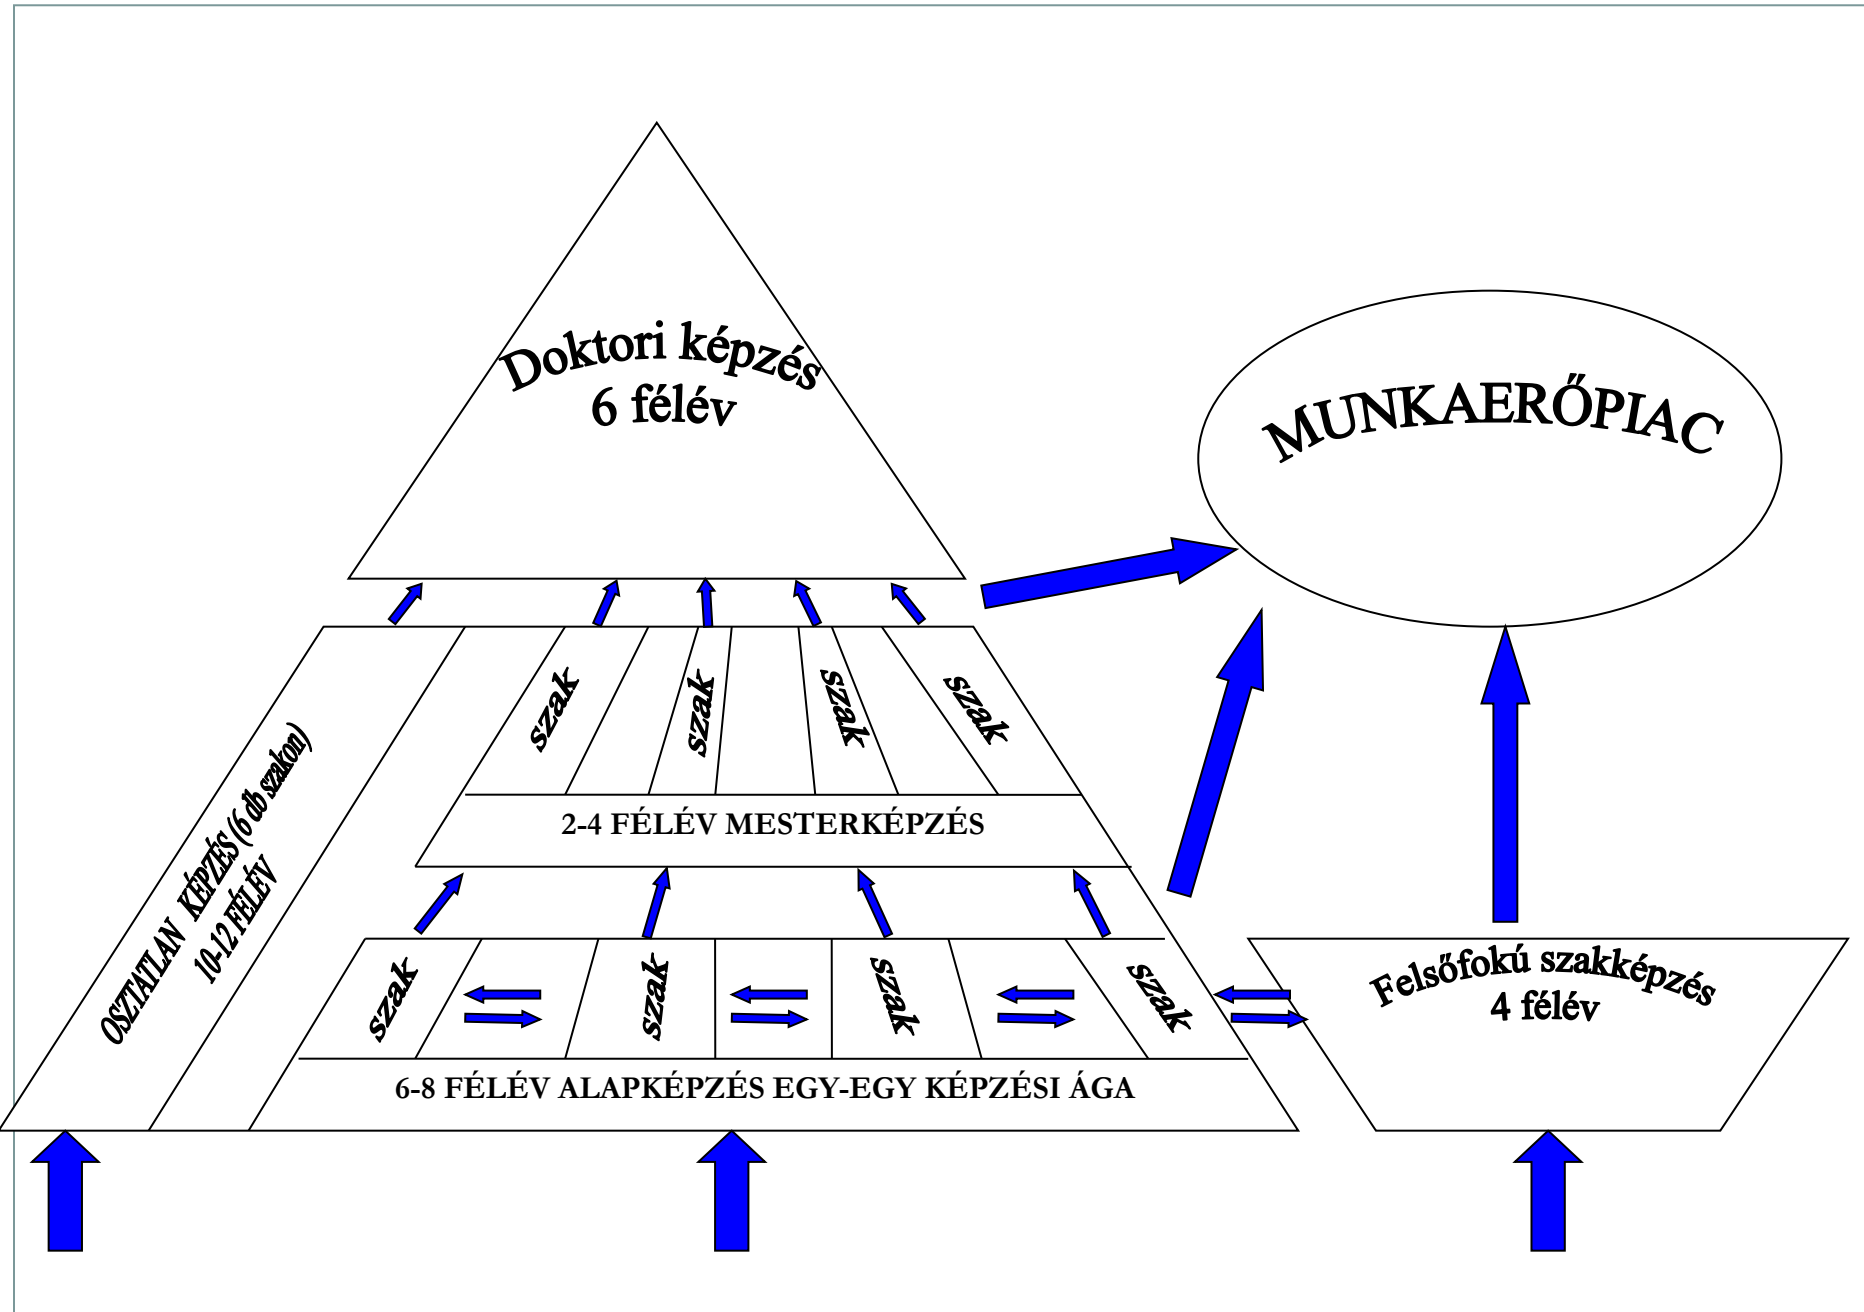 Doktori képzés
6 félév
MUNKAERŐPIAC
szak
szak
szak
szak
2-4 FÉLÉV MESTERKÉPZÉS
OSZTATLAN KÉPZÉS (6 db szakon)
10-12 FÉLÉV
szak
szak
szak
szak
6-8 FÉLÉV ALAPKÉPZÉS EGY-EGY KÉPZÉSI ÁGA
Felsőfokú szakképzés
4 félév